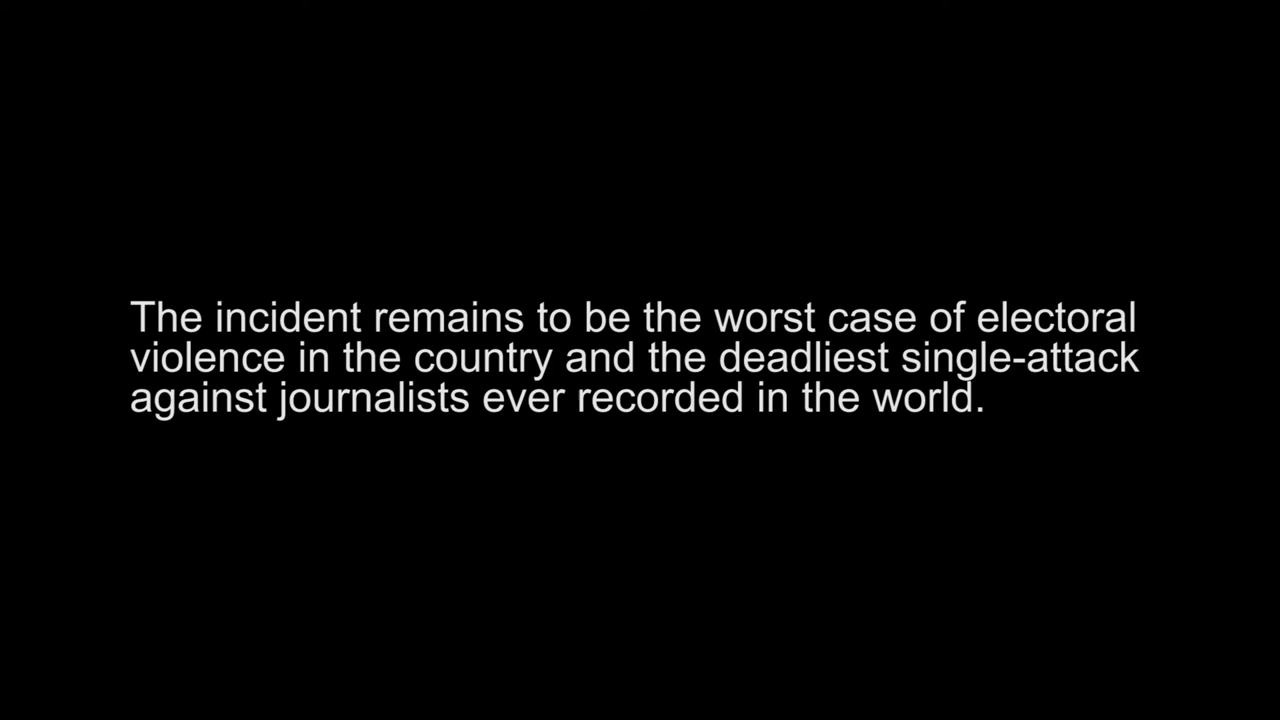 The incident remains to be the worst case of electoral
violence in the country and the deadliest single-attack
against journalists ever recorded in the world.